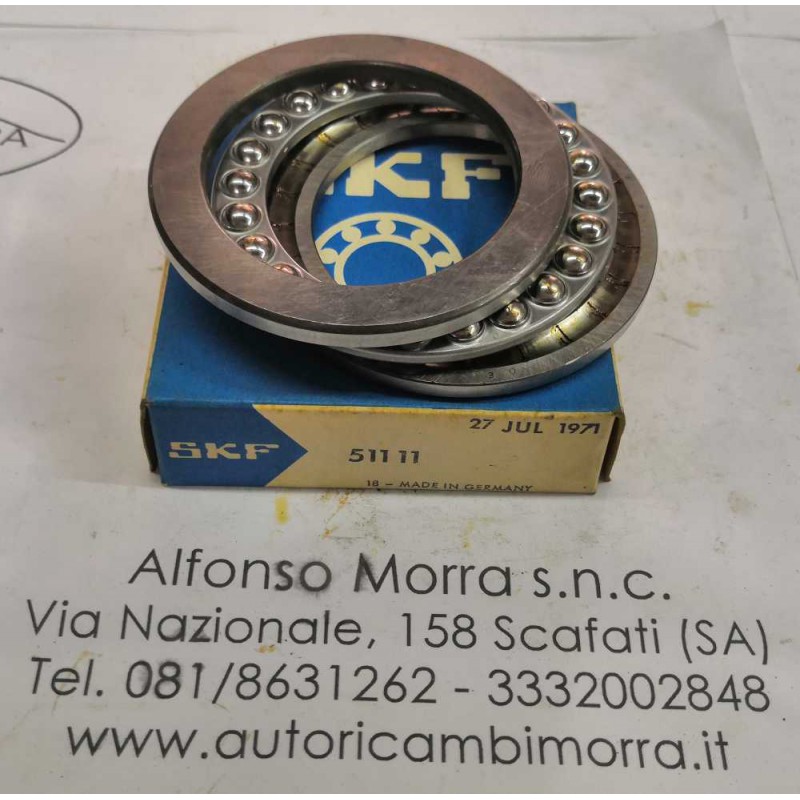 SKF
27 JUL 1971
SKF
511 11
18 - MADE IN GERMANY
Alfonso Morra s.n.c.
Via Nazionale, 158 Scafati (SA)
Tel. 081/8631262 - 3332002848
www.autoricambimorra.it